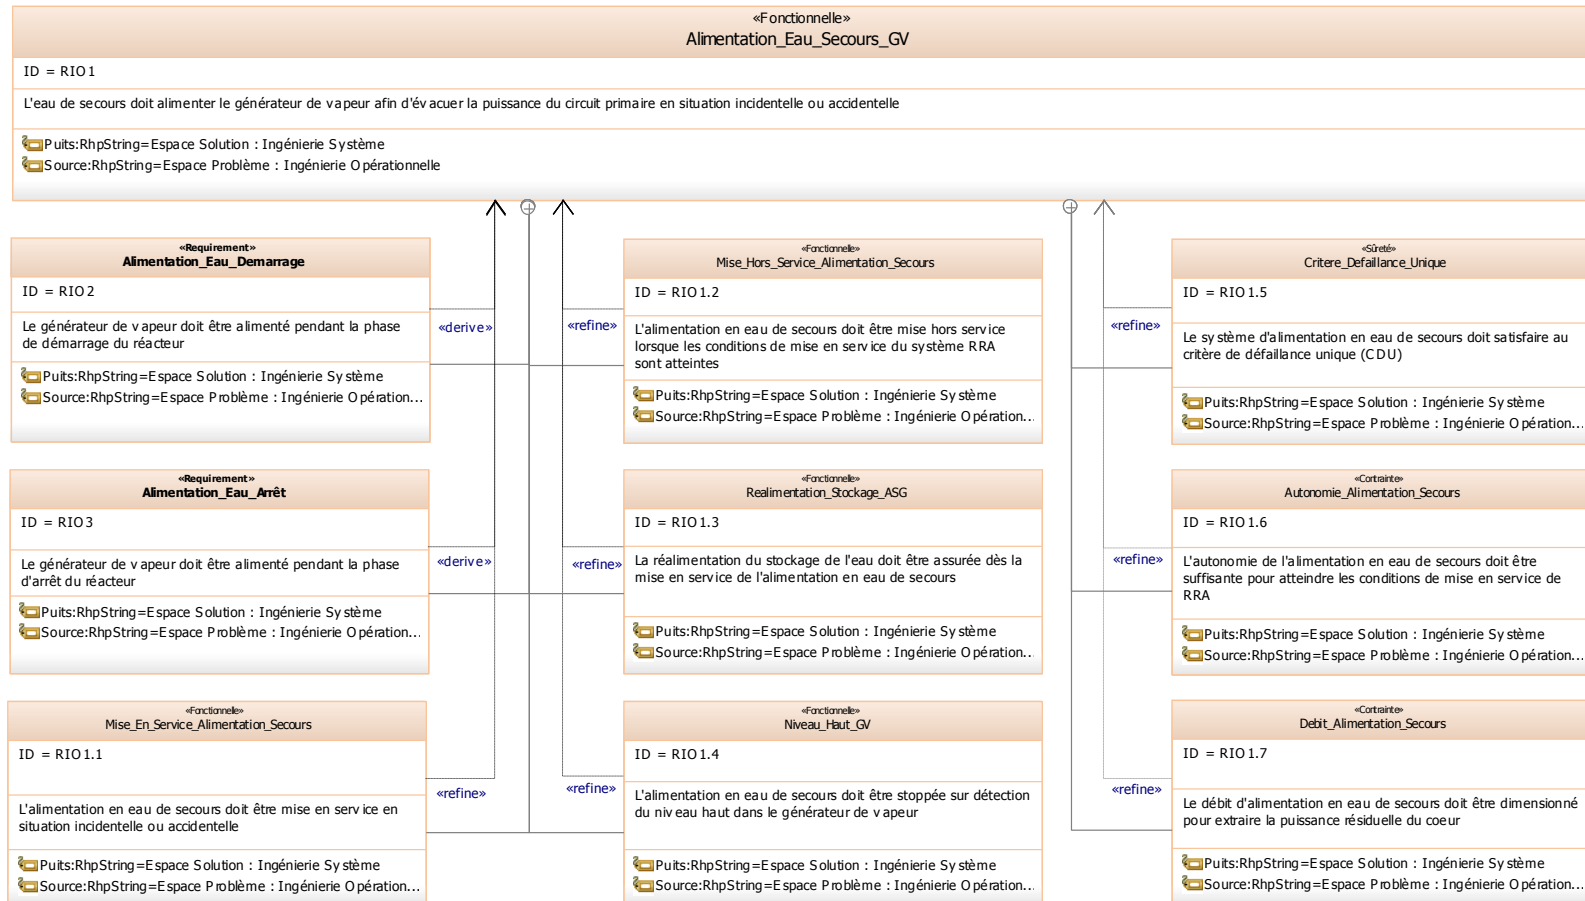 «Fonctionnelle»
Alimentation_Eau_Secours_GV
ID = RIO1
L'eau de secours doit alimenter le générateur de vapeur afin d'évacuer la puissance du circuit primaire en situation incidentelle ou accidentelle
Puits:RhpString=Espace Solution : Ingénierie Système
Source:RhpString=Espace Problème : Ingénierie Opérationnelle
«Requirement»
Alimentation_Eau_Demarrage
ID = RIO2
Le générateur de vapeur doit être alimenté pendant la phase
de démarrage du réacteur
Puits:RhpString=Espace Solution : Ingénierie Système
Source:RhpString=Espace Problème : Ingénierie Opération...
«derive»
«Fonctionnelle»
Mise_Hors_Service_Alimentation_Secours
ID = RIO1.2
L'alimentation en eau de secours doit être mise hors service
lorsque les conditions de mise en service du système RRA
sont atteintes
Puits:RhpString=Espace Solution : Ingénierie Système
Source:RhpString=Espace Problème : Ingénierie Opération...
«refine»
«Sûreté»
Critere_Defaillance_Unique
ID = RIO1.5
Le système d'alimentation en eau de secours doit satisfaire au
critère de défaillance unique (CDU)
Puits:RhpString=Espace Solution : Ingénierie Système
Source:RhpString=Espace Problème : Ingénierie Opération...
«refine»
«Requirement»
Alimentation_Eau_Arrêt
ID = RIO3
Le générateur de vapeur doit être alimenté pendant la phase
d'arrêt du réacteur
Puits:RhpString=Espace Solution : Ingénierie Système
Source:RhpString=Espace Problème : Ingénierie Opération...
«derive»
«Fonctionnelle»
Realimentation_Stockage_ASG
ID = RIO1.3
La réalimentation du stockage de l'eau doit être assurée dès la
mise en service de l'alimentation en eau de secours
Puits:RhpString=Espace Solution : Ingénierie Système
Source:RhpString=Espace Problème : Ingénierie Opération...
«refine»
«Contrainte»
Autonomie_Alimentation_Secours
ID = RIO1.6
L'autonomie de l'alimentation en eau de secours doit être
suffisante pour atteindre les conditions de mise en service de
RRA
Puits:RhpString=Espace Solution : Ingénierie Système
Source:RhpString=Espace Problème : Ingénierie Opération...
«refine»
«Fonctionnelle»
Mise_En_Service_Alimentation_Secours
ID = RIO1.1
L'alimentation en eau de secours doit être mise en service en
situation incidentelle ou accidentelle
Puits:RhpString=Espace Solution : Ingénierie Système
Source:RhpString=Espace Problème : Ingénierie Opération...
«refine»
«Fonctionnelle»
Niveau_Haut_GV
ID = RIO1.4
L'alimentation en eau de secours doit être stoppée sur détection
du niveau haut dans le générateur de vapeur
Puits:RhpString=Espace Solution : Ingénierie Système
Source:RhpString=Espace Problème : Ingénierie Opération...
«refine»
«Contrainte»
Debit_Alimentation_Secours
ID = RIO1.7
Le débit d'alimentation en eau de secours doit être dimensionné
pour extraire la puissance résiduelle du coeur
Puits:RhpString=Espace Solution : Ingénierie Système
Source:RhpString=Espace Problème : Ingénierie Opération...
«refine»